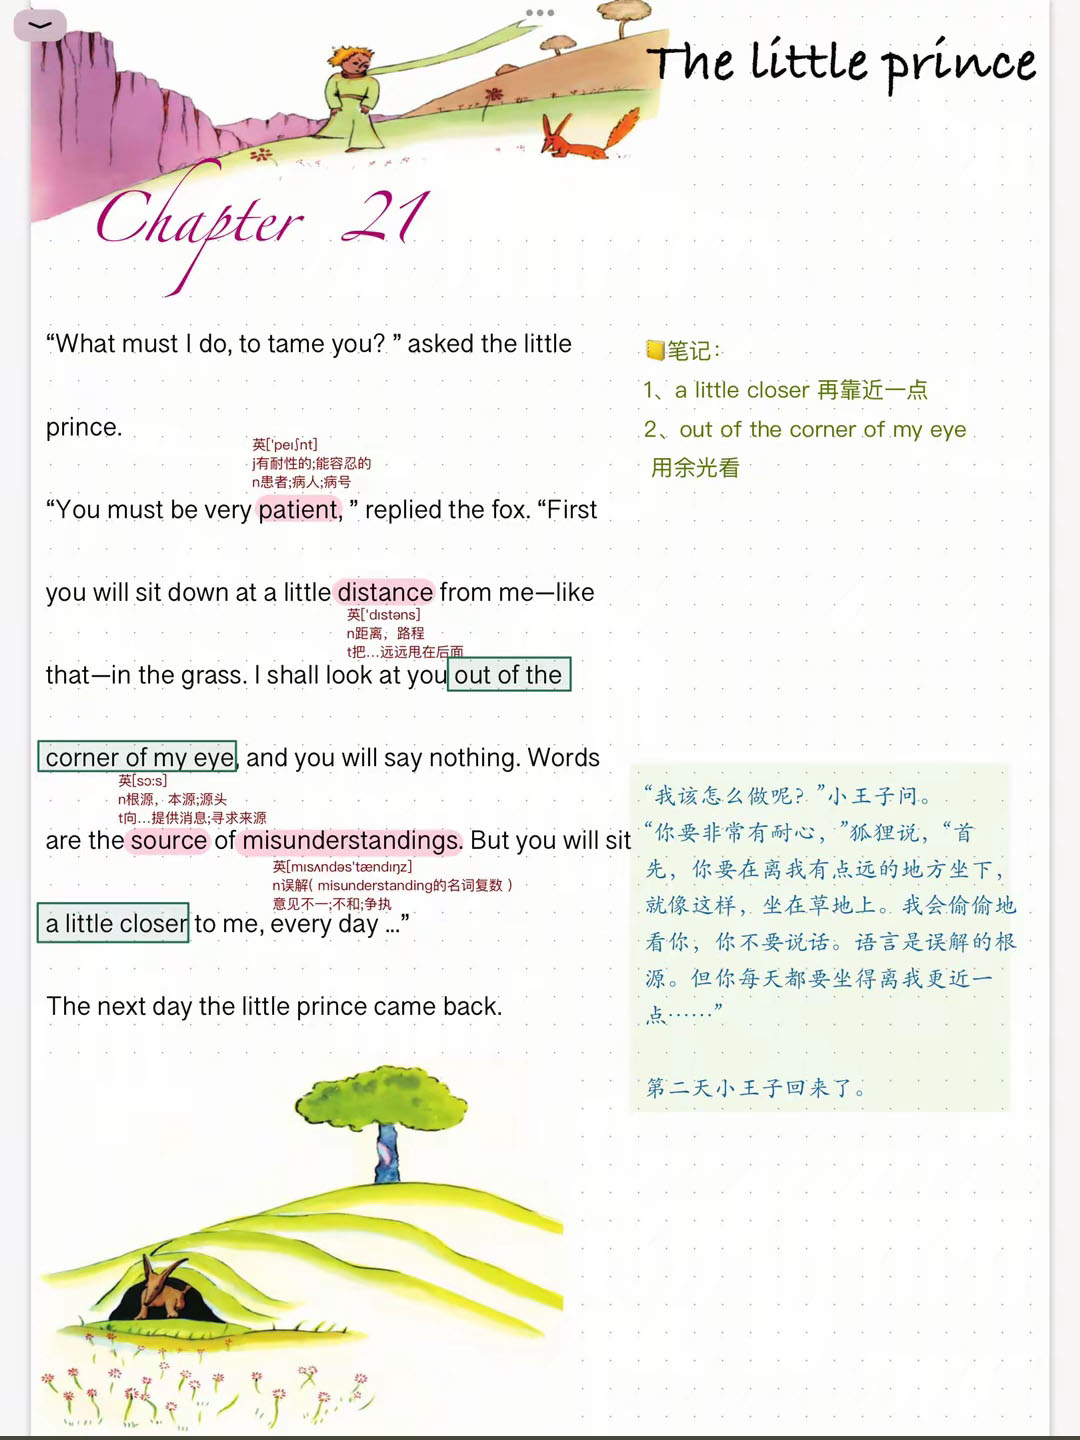 The little prince
Chapter 21
“What must I do, to tame you? ” asked the little
prince.
英['peɪʃnt]
j有耐性的;能容忍的
n患者;病人;病号
“You must be very patient, ” replied the fox. “First
you will sit down at a little distance from me—like
英['dɪstəns]
n距离，路程
t把...远远甩在后面
that—in the grass. I shall look at you out of the
corner of my eye, and you will say nothing. Words
英[sɔ:s]
n根源，本源;源头
t向...提供消息;寻求来源
are the source of misunderstandings. But you will sit
英[mɪsʌndəs'tændɪŋz]
n误解( misunderstanding的名词复数 )
意见不一;不和;争执
a little closer to me, every day ...”
The next day the little prince came back.
📒笔记：
1、a little closer 再靠近一点
2、out of the corner of my eye
用余光看
“我该怎么做呢？”小王子问。
“你要非常有耐心，”狐狸说，“首
先，你要在离我有点远的地方坐下，
就像这样，坐在草地上。我会偷偷地
看你，你不要说话。语言是误解的根
源。但你每天都要坐得离我更近一
点……”
第二天小王子回来了。